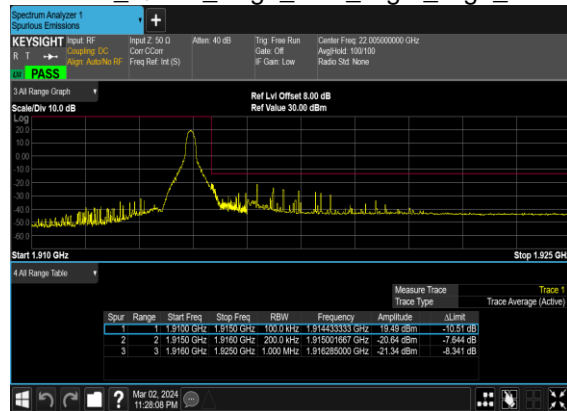 Spectrum Analyzer 1
Spurious Emissions
+
KEYSIGHT Input: RF Input Z: 50 Ω Atten: 40 dB Trig: Free Run Center Freq: 22.005000000 GHz
R T Coupling: DC Corr CCorr Gate: Off Avg|Hold: 100/100
Align: Auto/No RF Freq Ref: Int (S) IF Gain: Low Radio Std: None
PASS
3 All Range Graph Ref Lvl Offset 8.00 dB
Scale/Div 10.0 dB Ref Value 30.00 dBm
Log
20.0
10.0
0.00
-10.0
-20.0
-30.0
-40.0
-50.0
-60.0
Start 1.910 GHz Stop 1.925 GH
4 All Range Table
Measure Trace Trace 1
Trace Type Trace Average (Active)
Spur Range Start Freq Stop Freq RBW Frequency Amplitude ΔLimit
1 1 1.9100 GHz 1.9150 GHz 100.0 kHz 1.914433333 GHz 19.49 dBm -10.51 dB
2 2 1.9150 GHz 1.9160 GHz 200.0 kHz 1.915001667 GHz -20.64 dBm -7.644 dB
3 3 1.9160 GHz 1.9250 GHz 1.000 MHz 1.916285000 GHz -21.34 dBm -8.341 dB
? Mar 02, 2024
11:28:08 PM